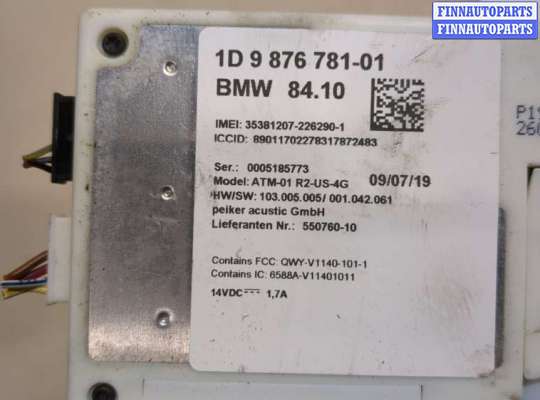 FINNAUTOPARTS
FINNAUTOPARTS
1D 9 876 781-01
BMW 84.10
IMEI: 35381207-226290-1
ICCID: 89011702278317872483
Ser.: 0005185773
Model: ATM-01 R2-US-4G 09/07/19
HW/SW: 103.005.005/ 001.042.061
peiker acustic GmbH
Lieferanten Nr.: 550760-10
Contains FCC: QWY-V1140-101-1
Contains IC: 6588A-V11401011
14VDC 1,7A